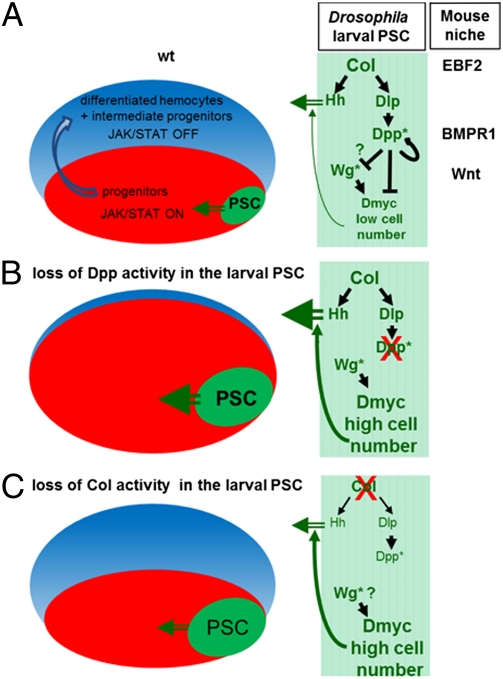 A
Drosophila
larval PSC
Mouse
niche
wt
differentiated hemocytes
+ intermediate progenitors
JAK/STAT OFF
progenitors
JAK/STAT ON
PSC
Col
Hh
Dlp
Dpp*
?
Wg*
Dmyc
low cell
number
EBF2
BMPR1
Wnt
B
loss of Dpp activity in the larval PSC
PSC
Col
Hh
Dlp
Dpp*
Wg*
Dmyc
high cell
number
C
loss of Col activity in the larval PSC
PSC
Col
Hh
Dlp
Dpp*
Wg* ?
Dmyc
high cell
number